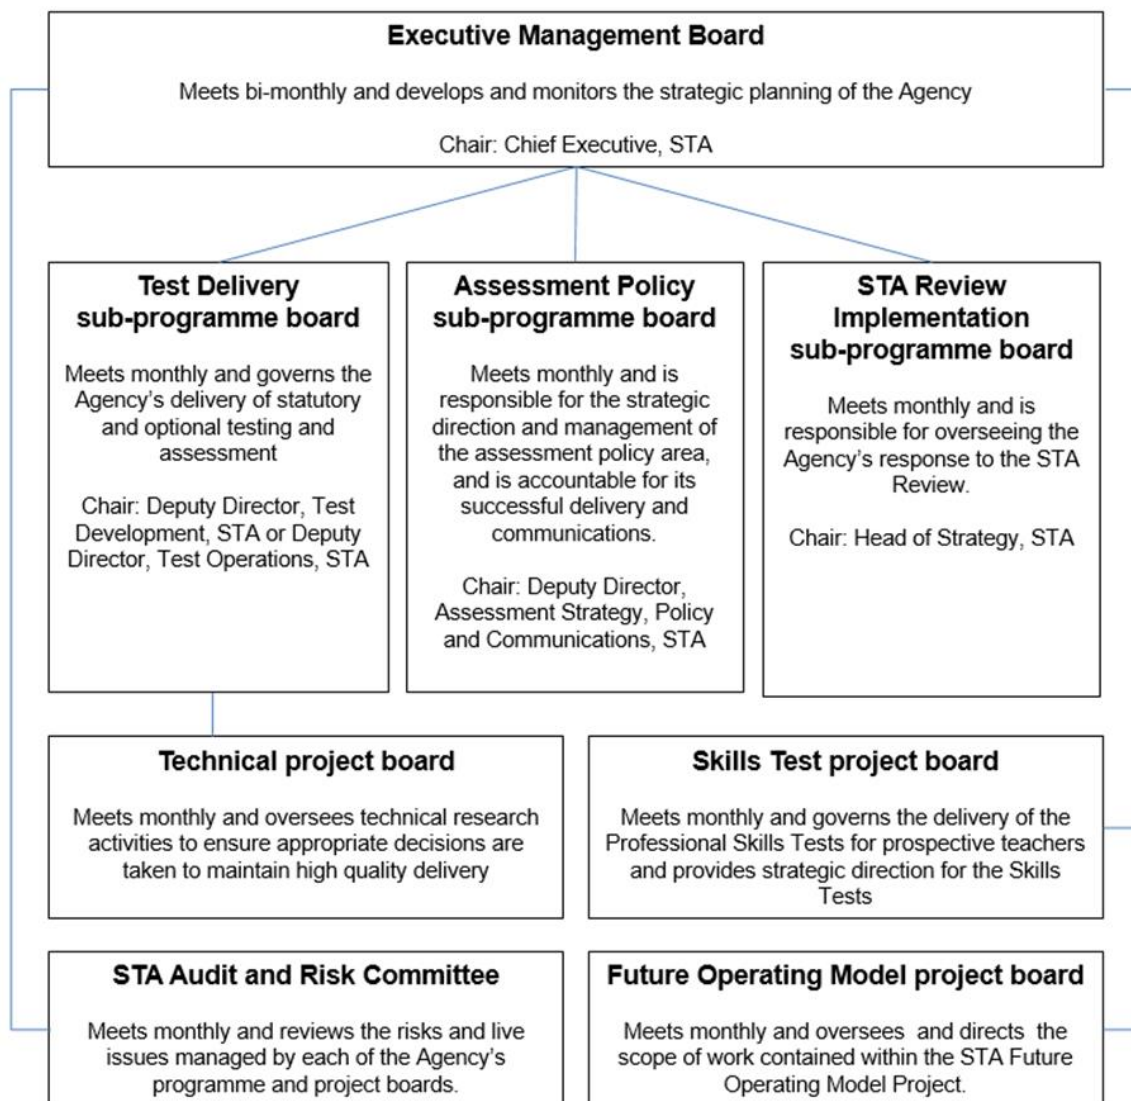 Executive Management Board
Meets bi-monthly and develops and monitors the strategic planning of the Agency
Chair: Chief Executive, STA
Test Delivery
sub-programme board
Meets monthly and governs the
Agency's delivery of statutory
and optional testing and
assessment
Chair: Deputy Director, Test
Development, STA or Deputy
Director, Test Operations, STA
Assessment Policy
sub-programme board
Meets monthly and is
responsible for the strategic
direction and management of
the assessment policy area,
and is accountable for its
successful delivery and
communications.
Chair: Deputy Director,
Assessment Strategy, Policy
and Communications, STA
STA Review
Implementation
sub-programme board
Meets monthly and is
responsible for overseeing the
Agency's response to the STA
Review.
Chair: Head of Strategy, STA
Technical project board
Meets monthly and oversees technical research
activities to ensure appropriate decisions are
taken to maintain high quality delivery
Skills Test project board
Meets monthly and governs the delivery of the
Professional Skills Tests for prospective teachers
and provides strategic direction for the Skills
Tests
STA Audit and Risk Committee
Meets monthly and reviews the risks and live
issues managed by each of the Agency's
programme and project boards.
Future Operating Model project board
Meets monthly and oversees and directs the
scope of work contained within the STA Future
Operating Model Project.